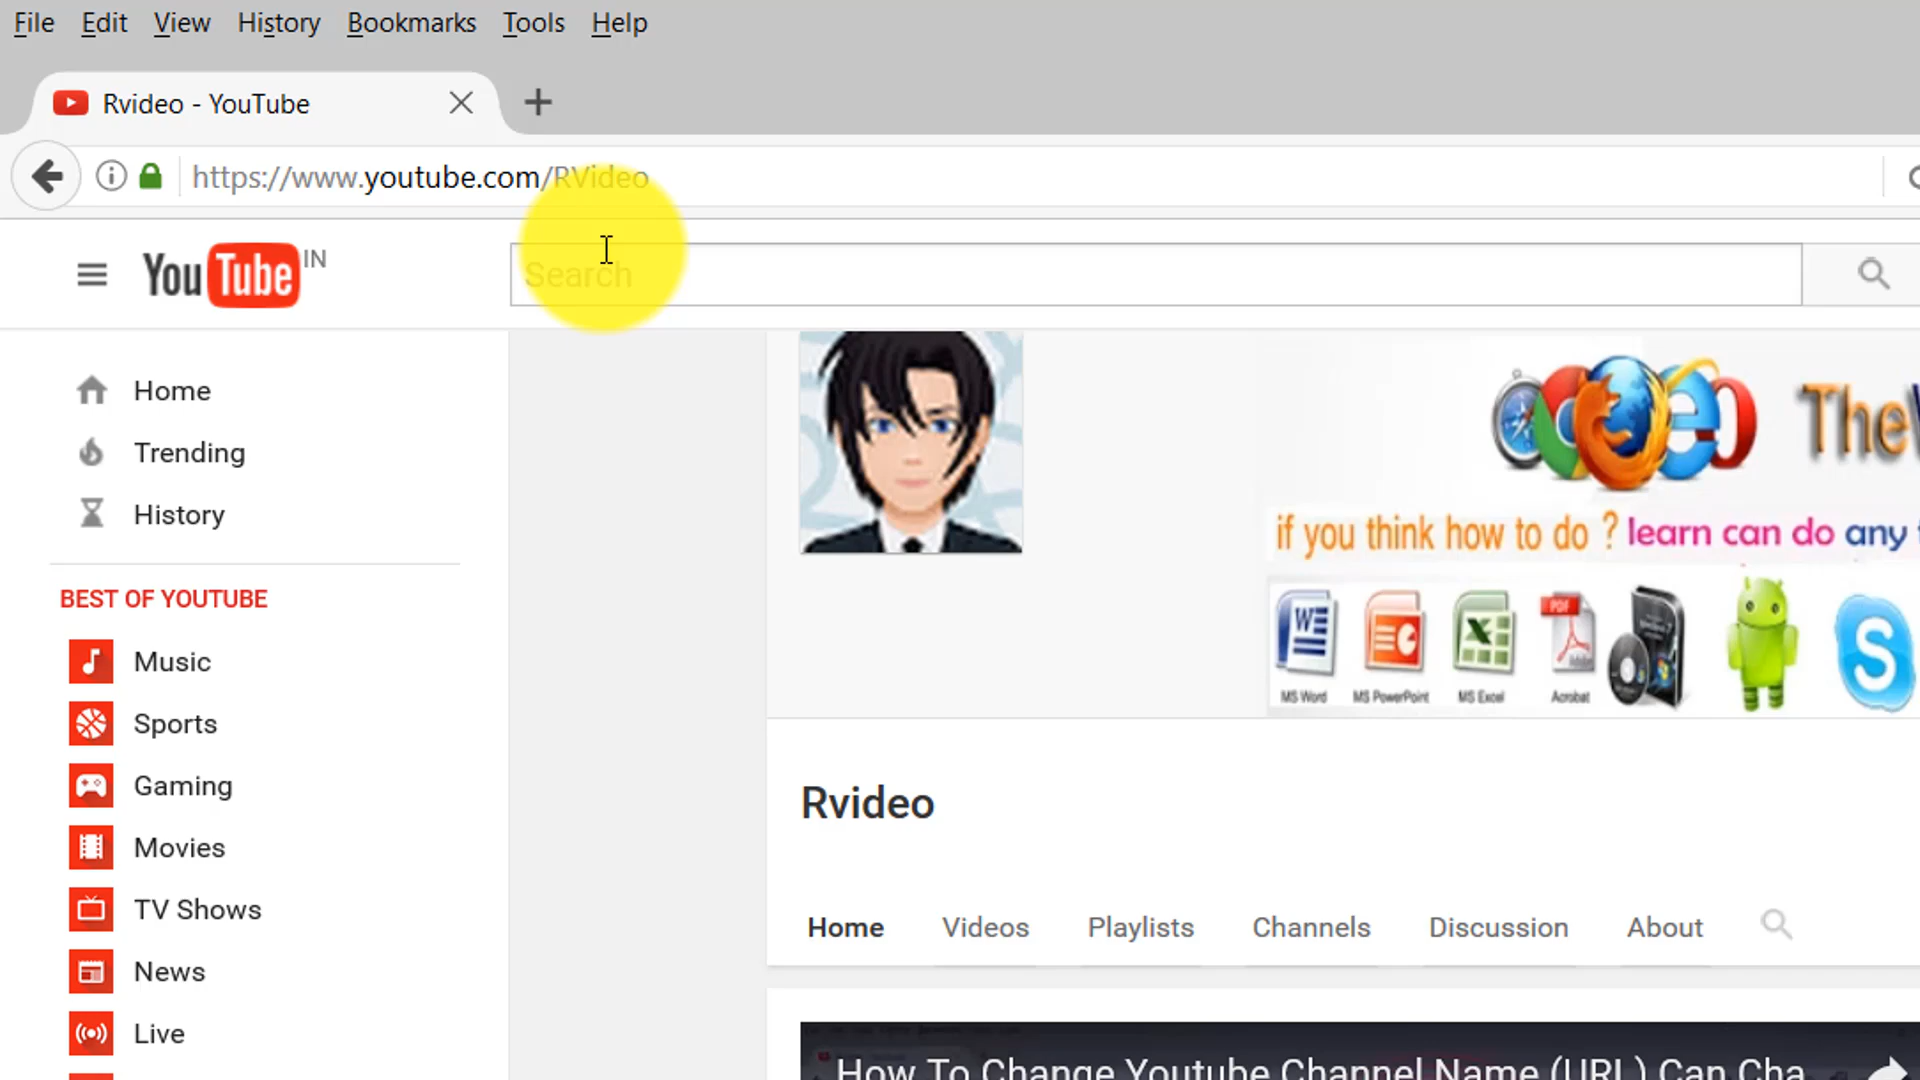 File Edit View History Bookmarks Tools Help
Rvideo - YouTube
https://www.youtube.com/RVideo
YouTube IN
Search
Home
Trending
History
BEST OF YOUTUBE
Music
Sports
Gaming
Movies
TV Shows
News
Live
The
if you think how to do ? learn can do any
MS Word MS PowerPoint MS Excel Acrobat
Rvideo
Home Videos Playlists Channels Discussion About
How To Change Youtube Channel Name (URL) Can Cha